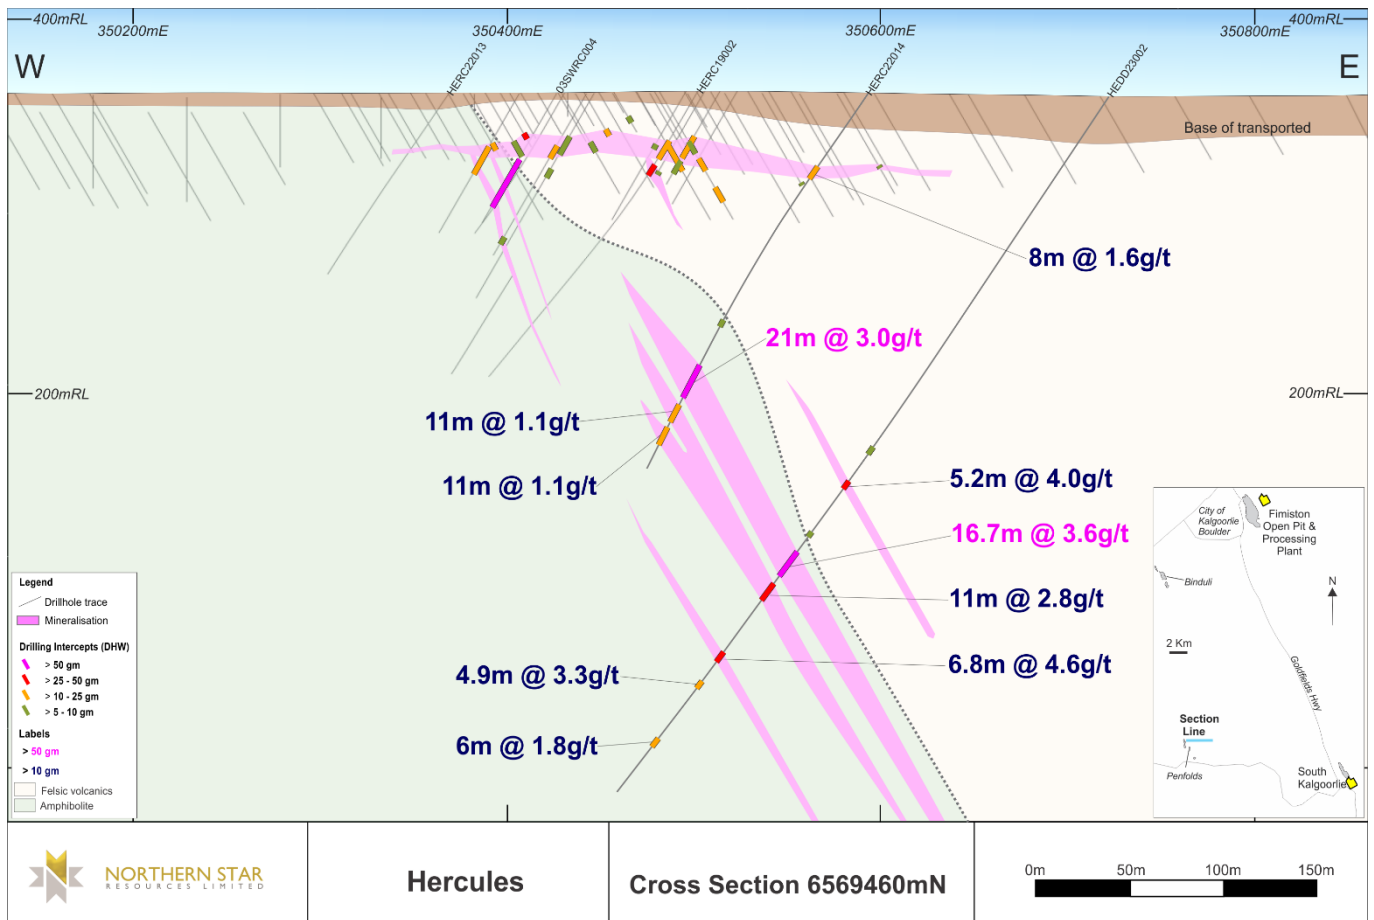 400mRL
350200mE
350400mE
350600mE
350800mE
400mRL
W
E
HERC22013
03SWRC004
HERC19002
HERC22014
HEDD23002
Base of transported
8m @ 1.6g/t
21m @ 3.0g/t
200mRL
200mRL
11m @ 1.1g/t
11m @ 1.1g/t
5.2m @ 4.0g/t
16.7m @ 3.6g/t
11m @ 2.8g/t
6.8m @ 4.6g/t
4.9m @ 3.3g/t
6m @ 1.8g/t
Legend
Drillhole trace
Mineralisation
Drilling Intercepts (DHW)
> 50 gm
> 25 - 50 gm
> 10 - 25 gm
> 5 - 10 gm
Labels
> 50 gm
> 10 gm
Felsic volcanics
Amphibolite
City of
Kalgoorlie
Boulder
Fimiston
Open Pit &
Processing
Plant
Binduli
N
2 Km
Goldfields Hwy
Section
Line
Penfolds
South
Kalgoorlie
NORTHERN STAR
RESOURCES LIMITED
Hercules
Cross Section 6569460mN
0m
50m
100m
150m